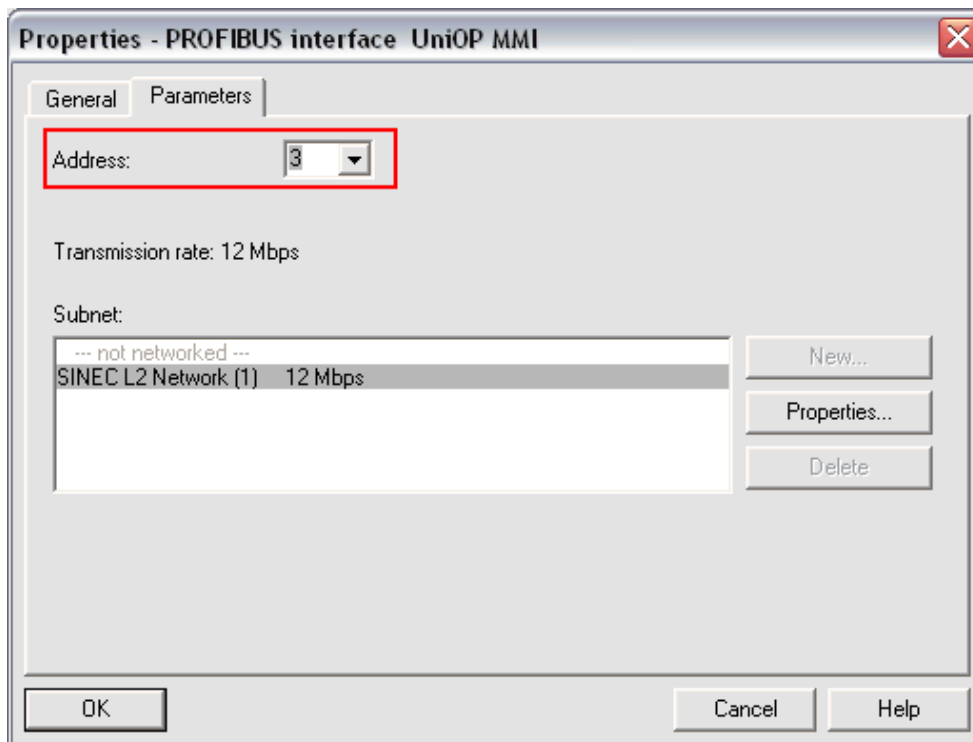 Properties - PROFIBUS interface UniOP MMI
General Parameters
Address: 3
Transmission rate: 12 Mbps
Subnet:
--- not networked ---
SINEC L2 Network (1) 12 Mbps
New...
Properties...
Delete
OK Cancel Help